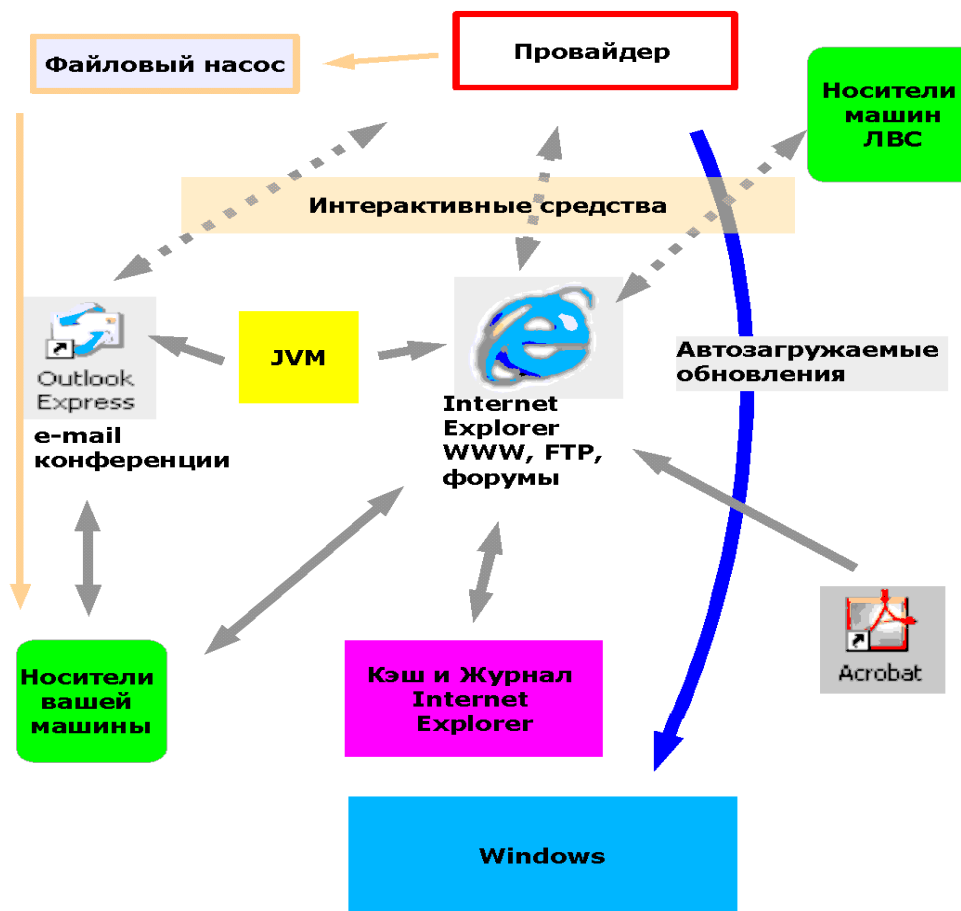 Провайдер
Файловый насос
Носители
машин
ЛВС
Интерактивные средства
JVM
Outlook
Express
e-mail
конференции
Internet
Explorer
WWW, FTP,
форумы
Автозагружаемые
обновления
Acrobat
Носители
вашей
машины
Кэш и Журнал
Internet
Explorer
Windows